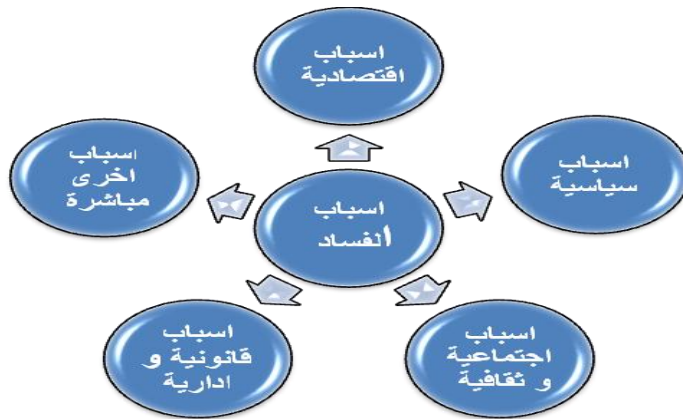 اسباب
اقتصادية
اسباب
سياسية
اسباب
اخرى
مباشرة
اسباب
الفساد
اسباب
اجتماعية
و ثقافية
اسباب
قانونية و
ادارية